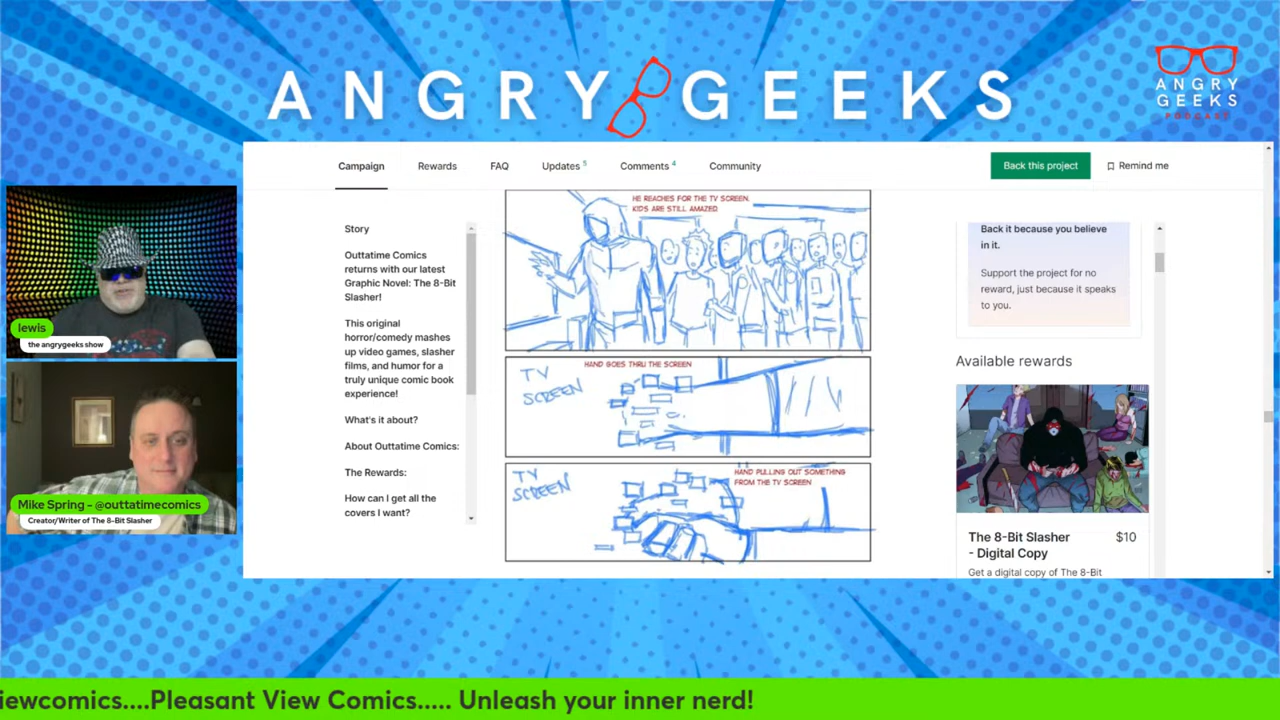 ANGRY GEEKS
ANGRY
GEEKS
PODCAST
Campaign Rewards FAQ Updates 5 Comments 4 Community
Back this project
Remind me
Story
Outtatime Comics
returns with our latest
Graphic Novel: The 8-Bit
Slasher!
This original
horror/comedy mashes
up video games, slasher
films, and humor for a
truly unique comic book
experience!
What's it about?
About Outtatime Comics:
The Rewards:
How can I get all the
covers I want?
HE REACHES FOR THE TV SCREEN.
KIDS ARE STILL AMAZED
HAND GOES THRU THE SCREEN
TV
SCREEN
HAND PULLING OUT SOMETHING
FROM THE TV SCREEN
TV
SCREEN
Back it because you believe
in it.
Support the project for no
reward, just because it speaks
to you.
Available rewards
The 8-Bit Slasher
- Digital Copy
$10
Get a digital copy of The 8-Bit
lewis
the angrygeeks show
Mike Spring - @outtatimecomics
Creator/Writer of The 8-Bit Slasher
iewcomics....Pleasant View Comics..... Unleash your inner nerd!